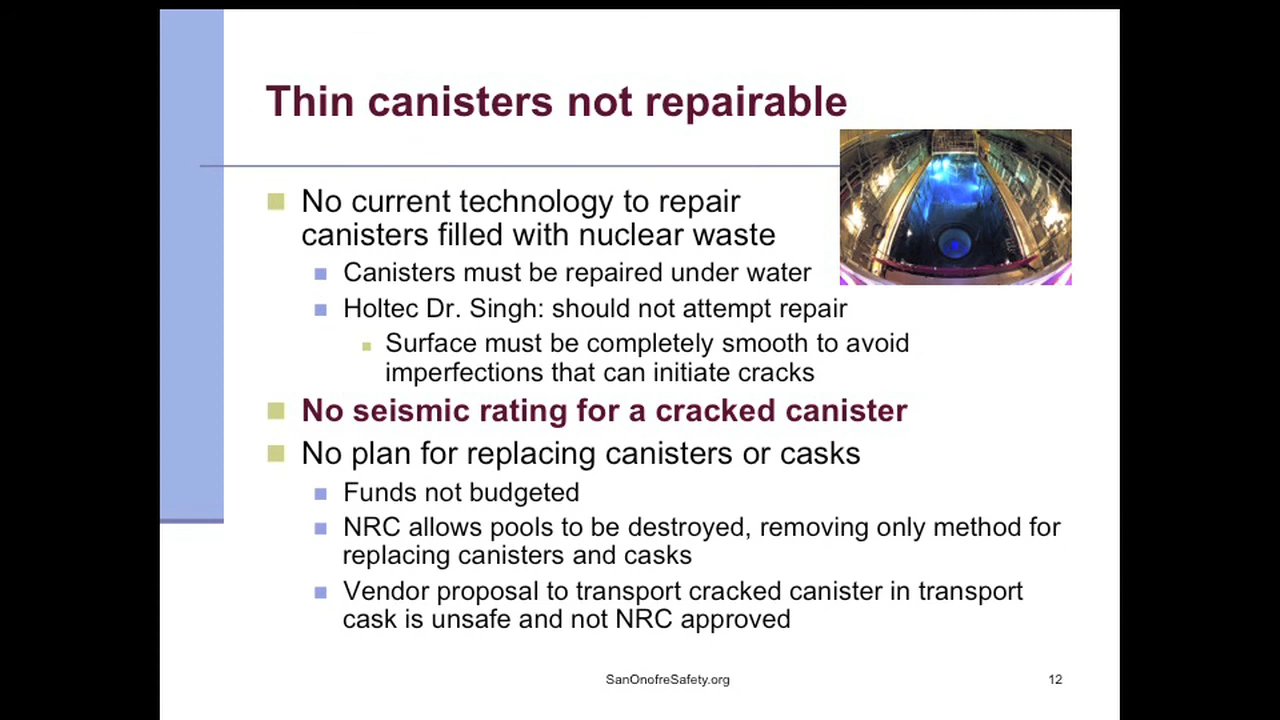 Thin canisters not repairable
No current technology to repair
canisters filled with nuclear waste
Canisters must be repaired under water
Holtec Dr. Singh: should not attempt repair
Surface must be completely smooth to avoid
imperfections that can initiate cracks
No seismic rating for a cracked canister
No plan for replacing canisters or casks
Funds not budgeted
NRC allows pools to be destroyed, removing only method for
replacing canisters and casks
Vendor proposal to transport cracked canister in transport
cask is unsafe and not NRC approved
SanOnofreSafety.org
12